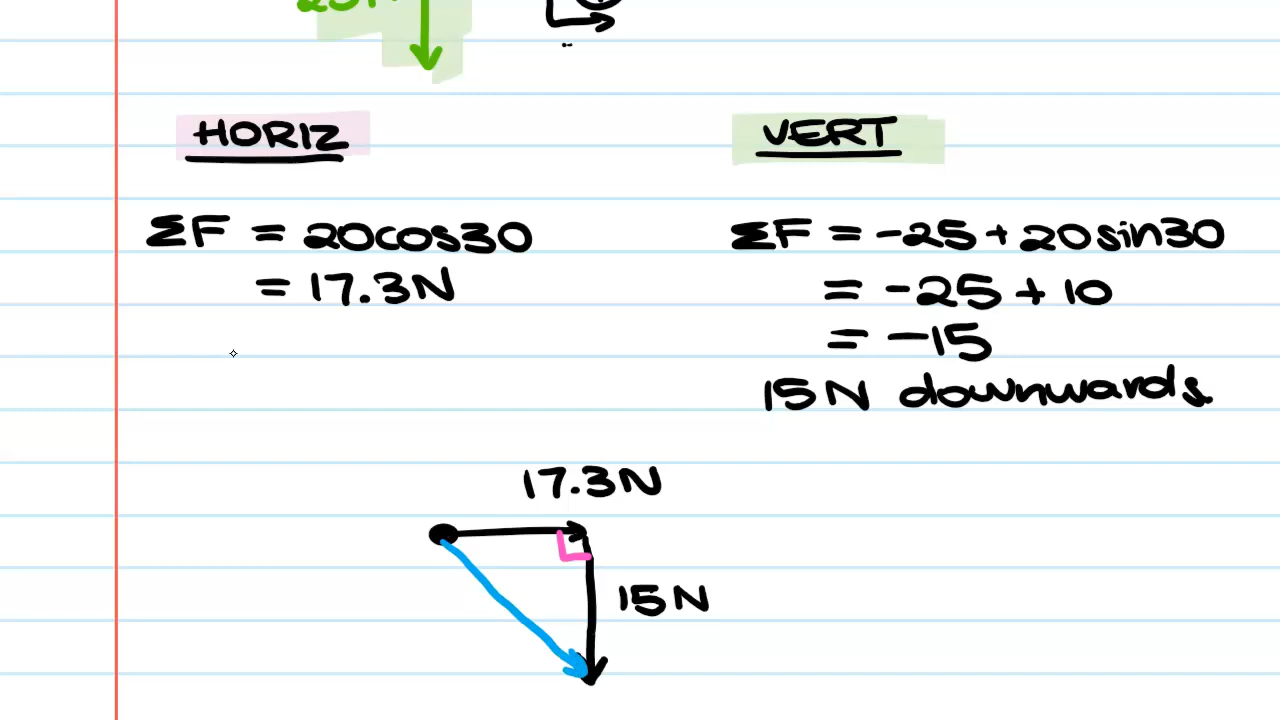 HORIZ
VERT
ΣF = 20cos30
= 17.3N
ΣF = -25 + 20sin30
= -25 + 10
= -15
15N downwards.
17.3N
15N